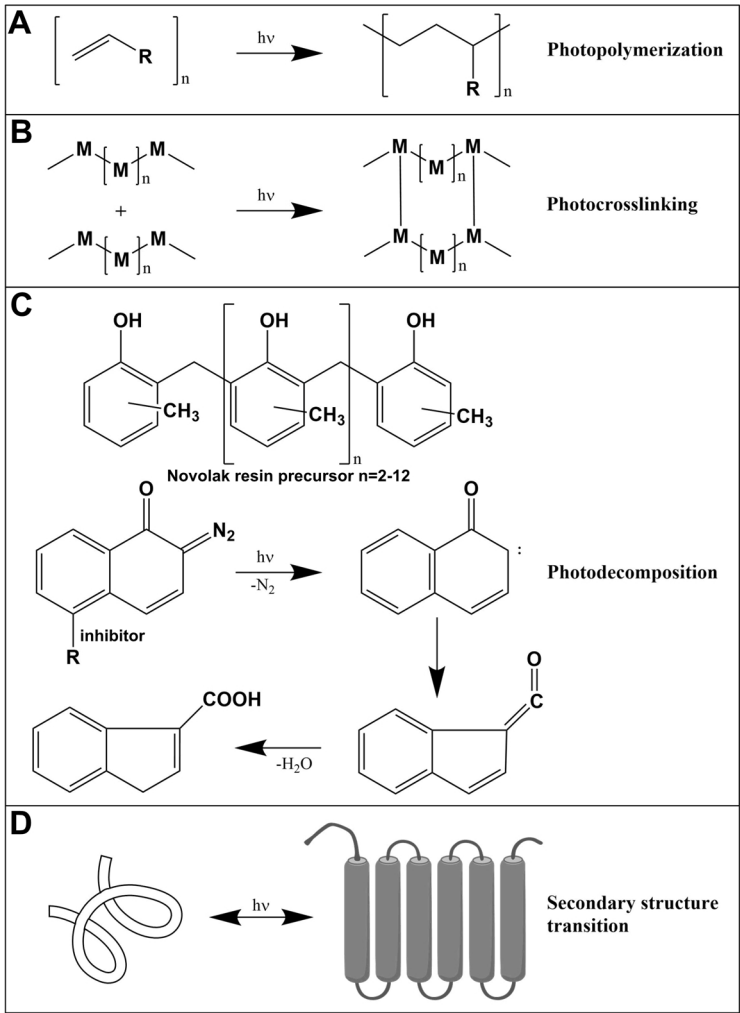 A
R
n
hν
R
n
Photopolymerization
B
M M
M n
+
M M
M n
hν
M M
M n
M M
M n
Photocrosslinking
C
OH OH OH
CH3 CH3 CH3
n
Novolak resin precursor n=2-12
O
N2
inhibitor
R
hν
-N2
O
:
Photodecomposition
O
C
-H2O
COOH
D
hν
Secondary structure
transition